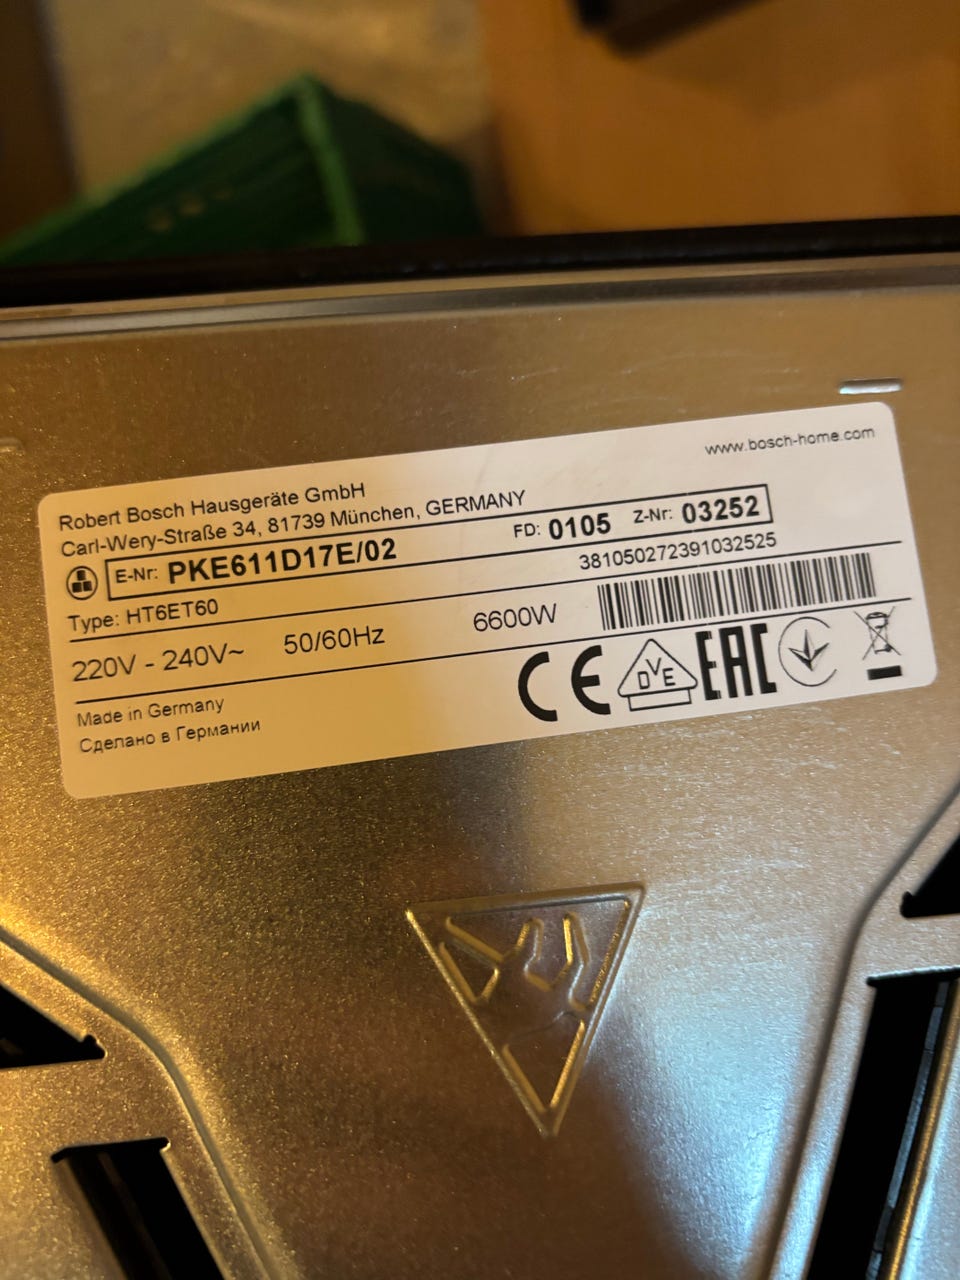 www.bosch-home.com
Robert Bosch Hausgeräte GmbH
Carl-Wery-Straße 34, 81739 München, GERMANY
E-Nr: PKE611D17E/02 FD: 0105 Z-Nr: 03252
Type: HT6ET60 381050272391032525
220V - 240V~ 50/60Hz 6600W
CE DVE EAC
Made in Germany
Сделано в Германии